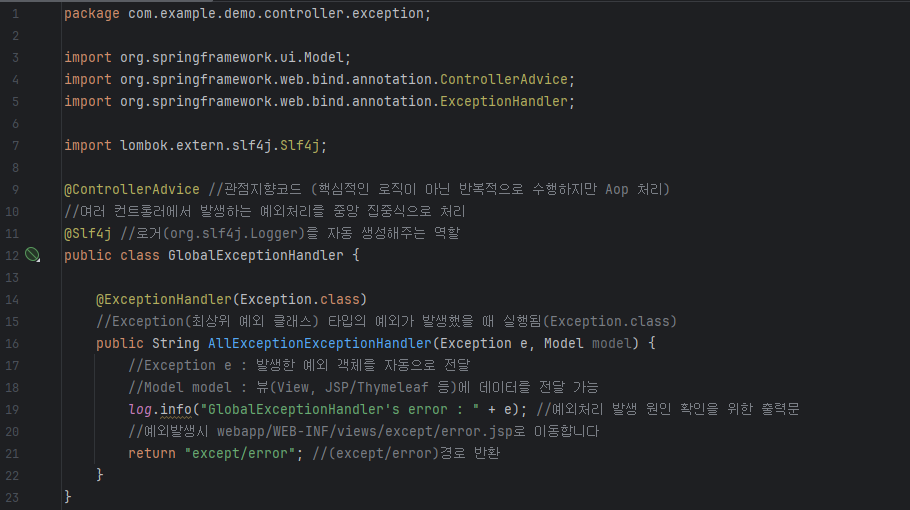 1 package com.example.demo.controller.exception;
2
3 import org.springframework.ui.Model;
4 import org.springframework.web.bind.annotation.ControllerAdvice;
5 import org.springframework.web.bind.annotation.ExceptionHandler;
6
7 import lombok.extern.slf4j.Slf4j;
8
9 @ControllerAdvice //관점지향코드 (핵심적인 로직이 아닌 반복적으로 수행하지만 Aop 처리)
10 //여러 컨트롤러에서 발생하는 예외처리를 중앙 집중식으로 처리
11 @Slf4j //로거(org.slf4j.Logger)를 자동 생성해주는 역할
12 public class GlobalExceptionHandler {
13
14 @ExceptionHandler(Exception.class)
15 //Exception(최상위 예외 클래스) 타입의 예외가 발생했을 때 실행됨(Exception.class)
16 public String AllExceptionExceptionHandler(Exception e, Model model) {
17 //Exception e : 발생한 예외 객체를 자동으로 전달
18 //Model model : 뷰(View, JSP/Thymeleaf 등)에 데이터를 전달 가능
19 log.info("GlobalExceptionHandler's error : " + e); //예외처리 발생 원인 확인을 위한 출력문
20 //예외발생시 webapp/WEB-INF/views/except/error.jsp로 이동합니다
21 return "except/error"; //(except/error)경로 반환
22 }
23 }